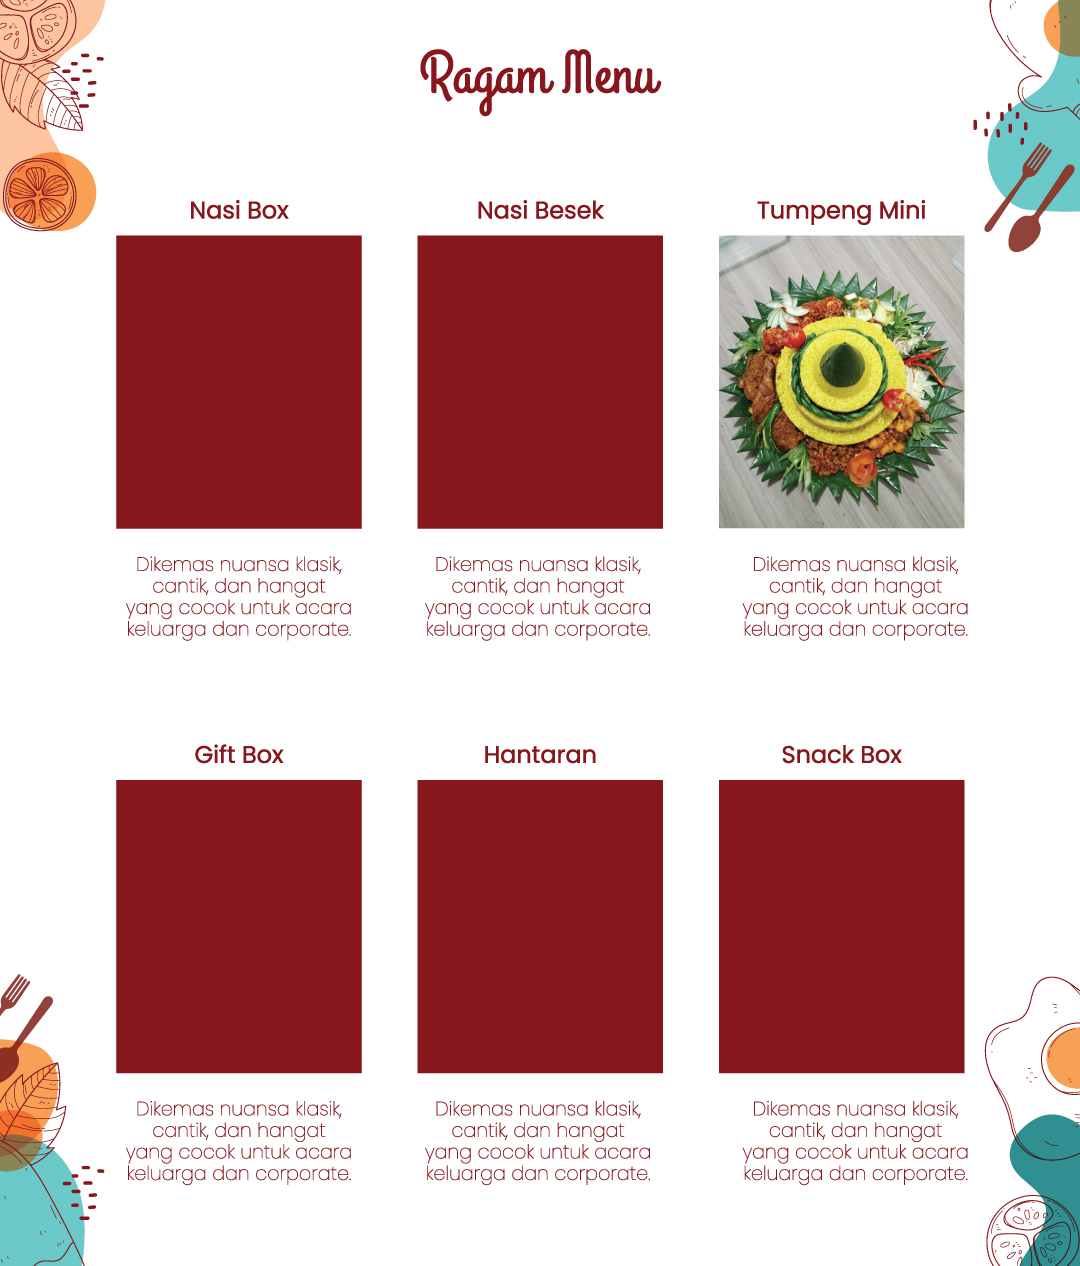 Ragam Menu
Nasi Box
Nasi Besek
Tumpeng Mini
Dikemas nuansa klasik,
cantik, dan hangat
yang cocok untuk acara
keluarga dan corporate.
Dikemas nuansa klasik,
cantik, dan hangat
yang cocok untuk acara
keluarga dan corporate.
Dikemas nuansa klasik,
cantik, dan hangat
yang cocok untuk acara
keluarga dan corporate.
Gift Box
Hantaran
Snack Box
Dikemas nuansa klasik,
cantik, dan hangat
yang cocok untuk acara
keluarga dan corporate.
Dikemas nuansa klasik,
cantik, dan hangat
yang cocok untuk acara
keluarga dan corporate.
Dikemas nuansa klasik,
cantik, dan hangat
yang cocok untuk acara
keluarga dan corporate.